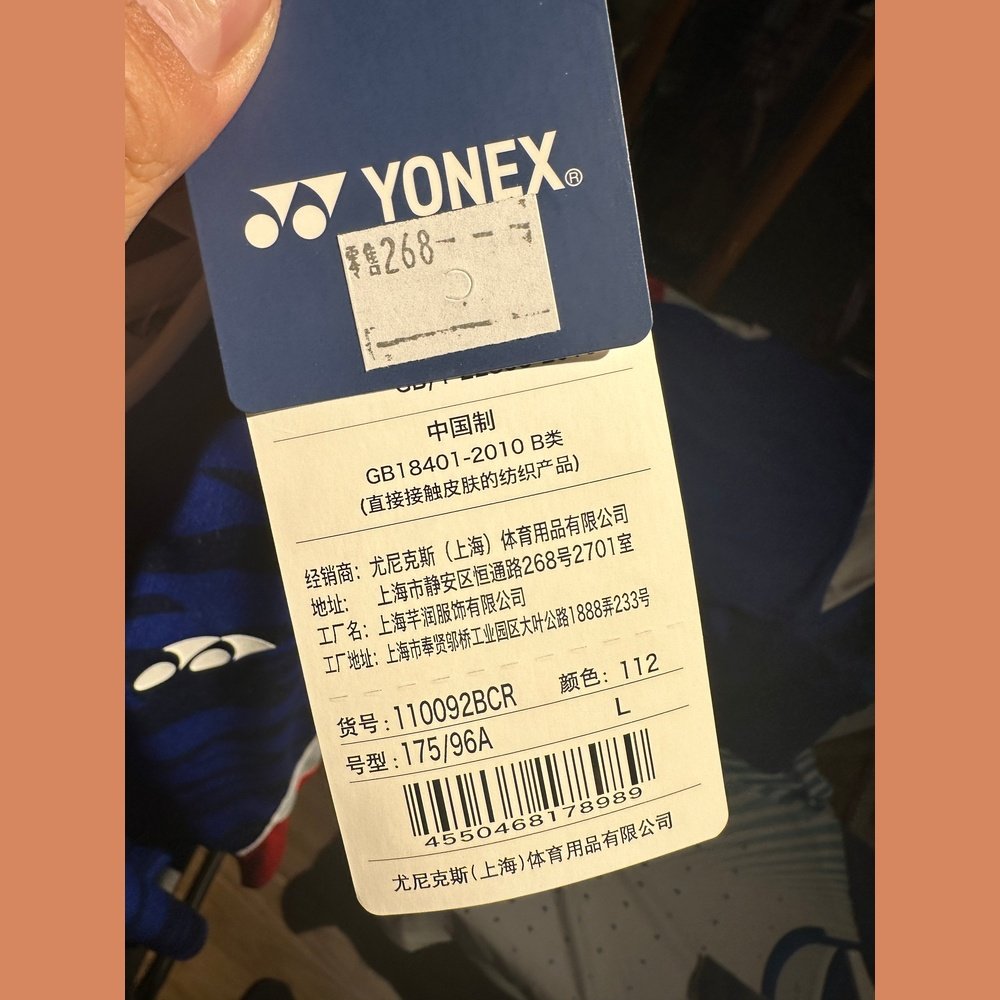 YONEX®
零售268
中国制
GB18401-2010 B类
(直接接触皮肤的纺织产品)
经销商: 尤尼克斯(上海)体育用品有限公司
地址: 上海市静安区恒通路268号2701室
工厂名: 上海芊润服饰有限公司
工厂地址: 上海市奉贤邬桥工业园区大叶公路1888弄233号
货号: 110092BCR 颜色: 112
号型: 175/96A L
4550468178989
尤尼克斯(上海)体育用品有限公司